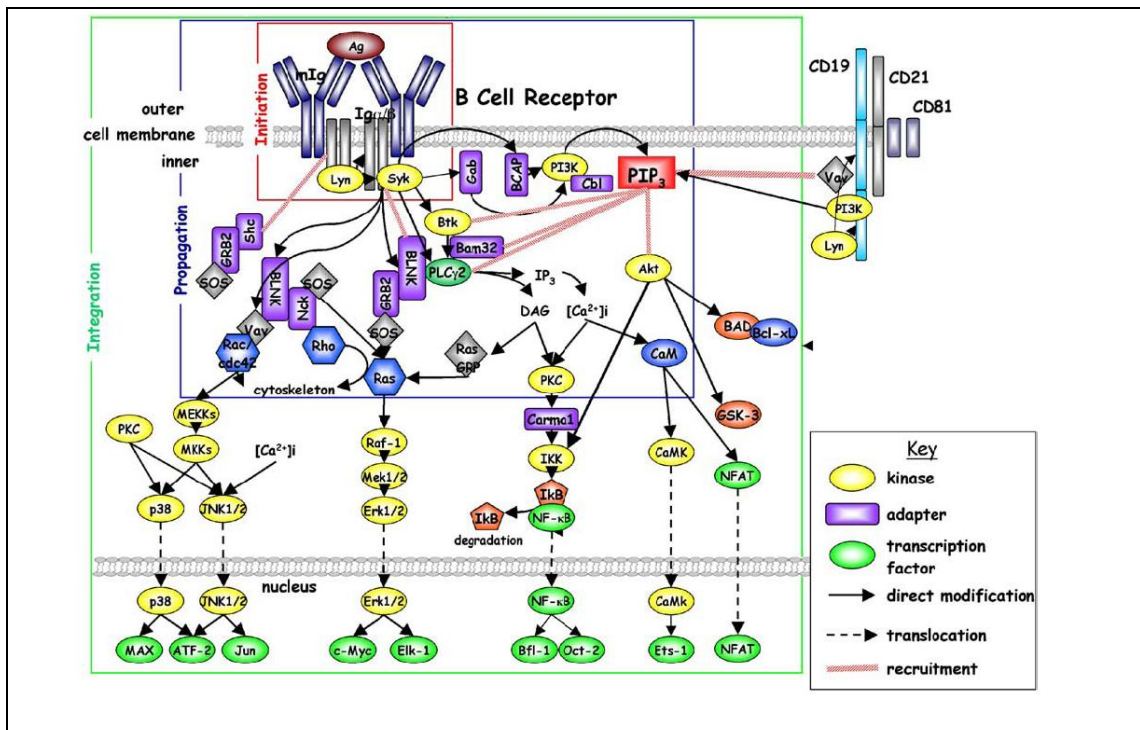 Ag
mIg
Igα/β
B Cell Receptor
outer
cell membrane
inner
Initiation
Propagation
Integration
CD19
CD21
CD81
Lyn
Syk
Gab
BCAP
PI3K
Cbl
PIP3
Vav
PI3K
Lyn
Shc
GRB2
SOS
Btk
Bam32
BLNK
PLCγ2
GRB2
SOS
BLNK
Nck
SOS
Vav
Rac/
cdc42
Rho
cytoskeleton
Ras
Ras
GRP
IP3
DAG
[Ca2+]i
Akt
BAD
Bcl-xL
CaM
GSK-3
PKC
Carma1
IKK
IkB
NF-κB
IkB
degradation
CaMK
NFAT
MEKKs
PKC
MKKs
[Ca2+]i
p38
JNK1/2
Raf-1
Mek1/2
Erk1/2
nucleus
p38
JNK1/2
Erk1/2
NF-κB
CaMk
MAX
ATF-2
Jun
c-Myc
Elk-1
Bfl-1
Oct-2
Ets-1
NFAT
Key
kinase
adapter
transcription
factor
direct modification
translocation
recruitment